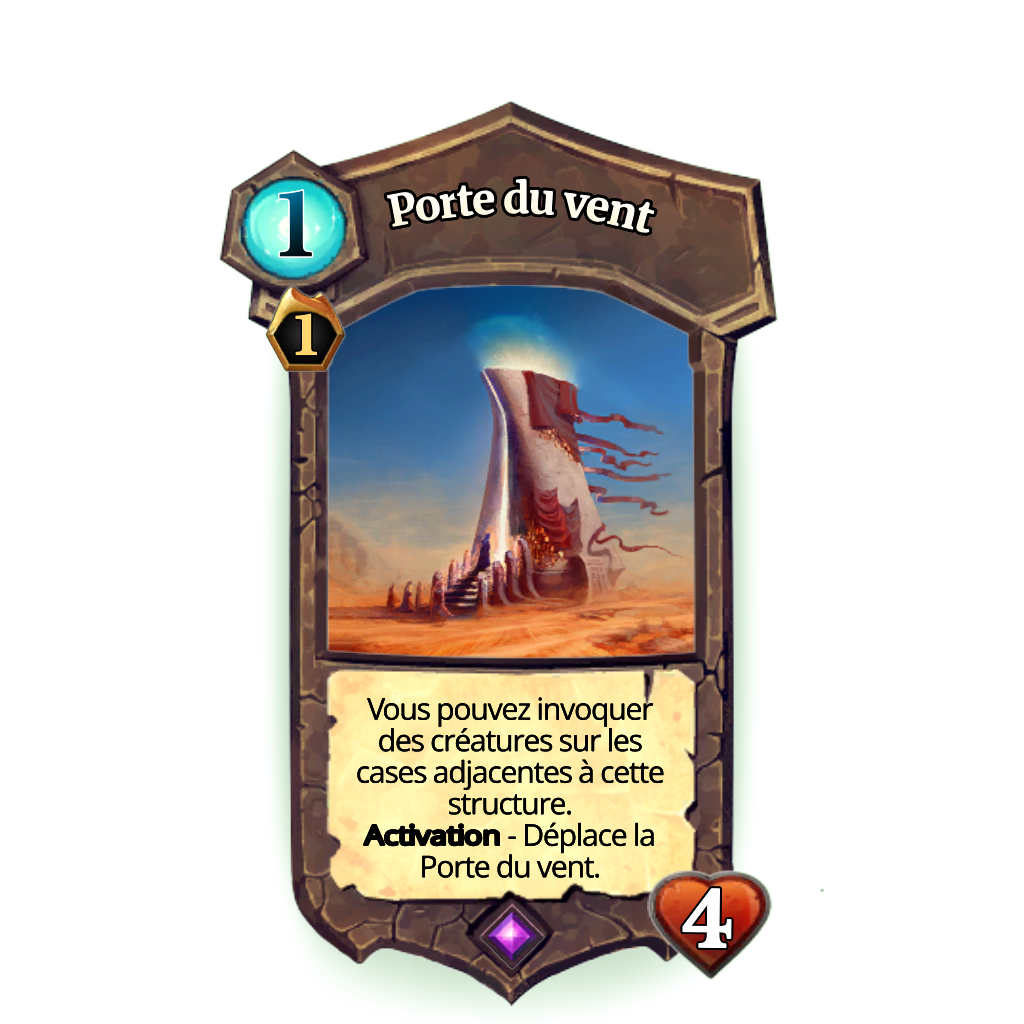 Porte du vent
1
1
Vous pouvez invoquer
des créatures sur les
cases adjacentes à cette
structure.
Activation - Déplace la
Porte du vent.
4